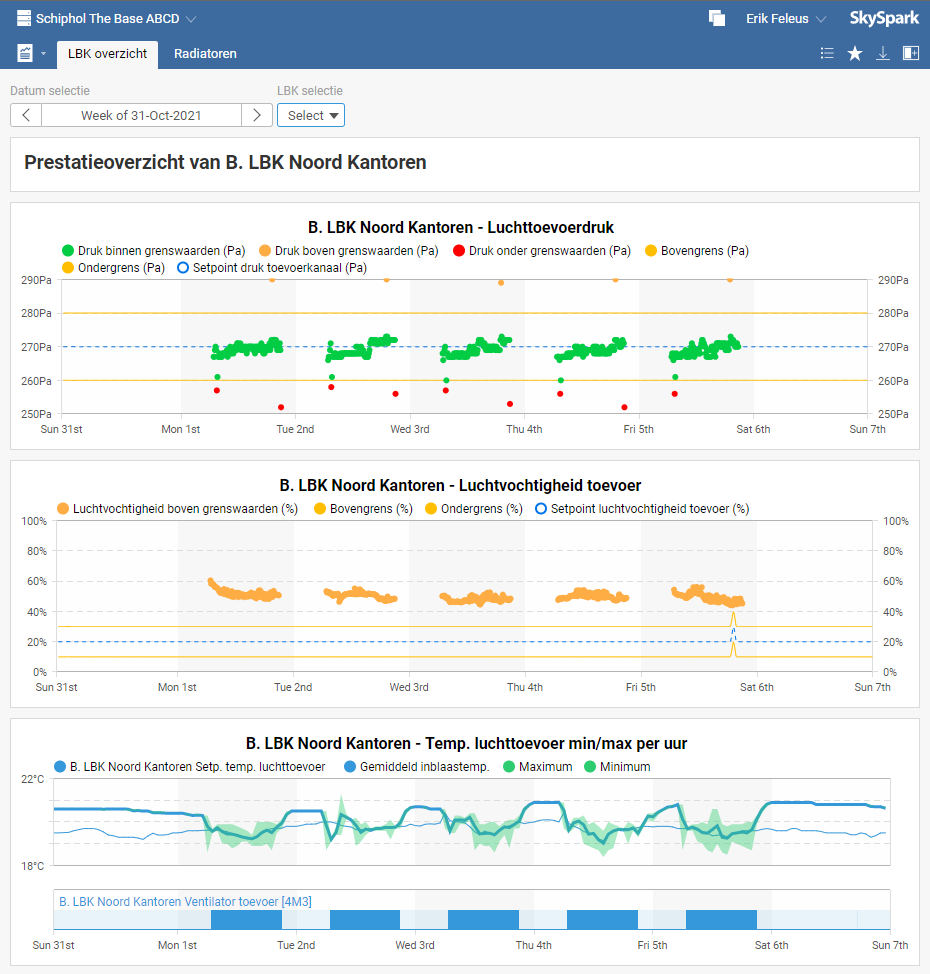 Schiphol The Base ABCD
Erik Feleus
SkySpark
LBK overzicht
Radiatoren
Datum selectie
LBK selectie
Week of 31-Oct-2021
Select
Prestatieoverzicht van B. LBK Noord Kantoren
B. LBK Noord Kantoren - Luchttoevoerdruk
Druk binnen grenswaarden (Pa) Druk boven grenswaarden (Pa) Druk onder grenswaarden (Pa) Bovengrens (Pa)
Ondergrens (Pa) Setpoint druk toevoerkanaal (Pa)
290Pa 290Pa
280Pa 280Pa
270Pa 270Pa
260Pa 260Pa
250Pa 250Pa
Sun 31st Mon 1st Tue 2nd Wed 3rd Thu 4th Fri 5th Sat 6th Sun 7th
B. LBK Noord Kantoren - Luchtvochtigheid toevoer
Luchtvochtigheid boven grenswaarden (%) Bovengrens (%) Ondergrens (%) Setpoint luchtvochtigheid toevoer (%)
100% 100%
80% 80%
60% 60%
40% 40%
20% 20%
0% 0%
Sun 31st Mon 1st Tue 2nd Wed 3rd Thu 4th Fri 5th Sat 6th Sun 7th
B. LBK Noord Kantoren - Temp. luchttoevoer min/max per uur
B. LBK Noord Kantoren Setp. temp. luchttoevoer Gemiddeld inblaastemp. Maximum Minimum
22°C
18°C
B. LBK Noord Kantoren Ventilator toevoer [4M3]
Sun 31st Mon 1st Tue 2nd Wed 3rd Thu 4th Fri 5th Sat 6th Sun 7th